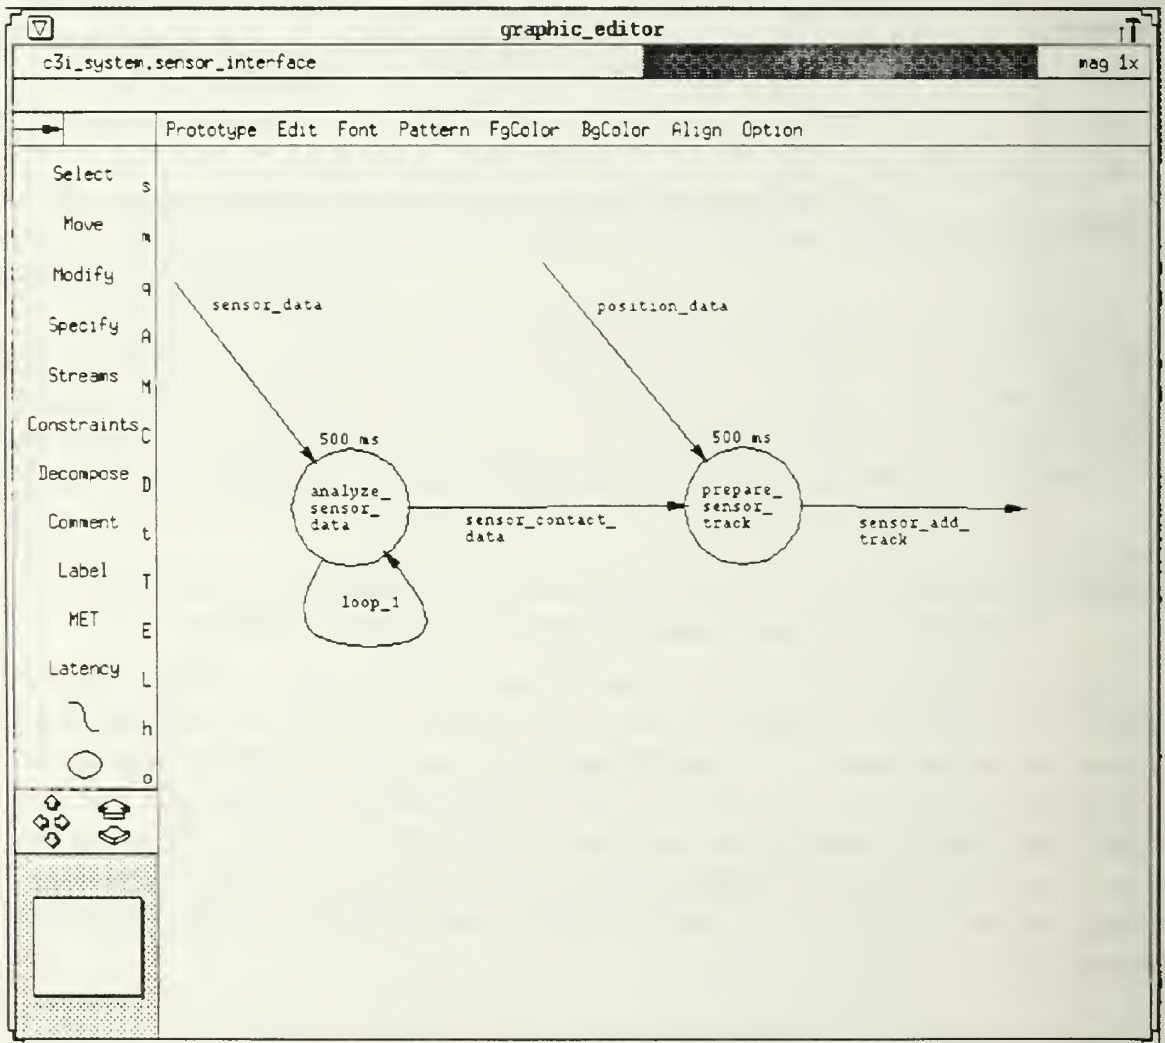 graphic_editor
c3i_system.sensor_interface
mag 1x
Prototype Edit Font Pattern FgColor BgColor Align Option
Select s
Move m
Modify q
Specify A
Streams M
Constraints C
Decompose D
Comment t
Label T
MET E
Latency L
h
o
sensor_data
position_data
500 ms
analyze_
sensor_
data
loop_1
sensor_contact_
data
500 ms
prepare_
sensor_
track
sensor_add_
track